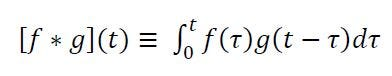 [f ∗ g](t) ≡ ∫₀ᵗ f(τ)g(t − τ)dτ